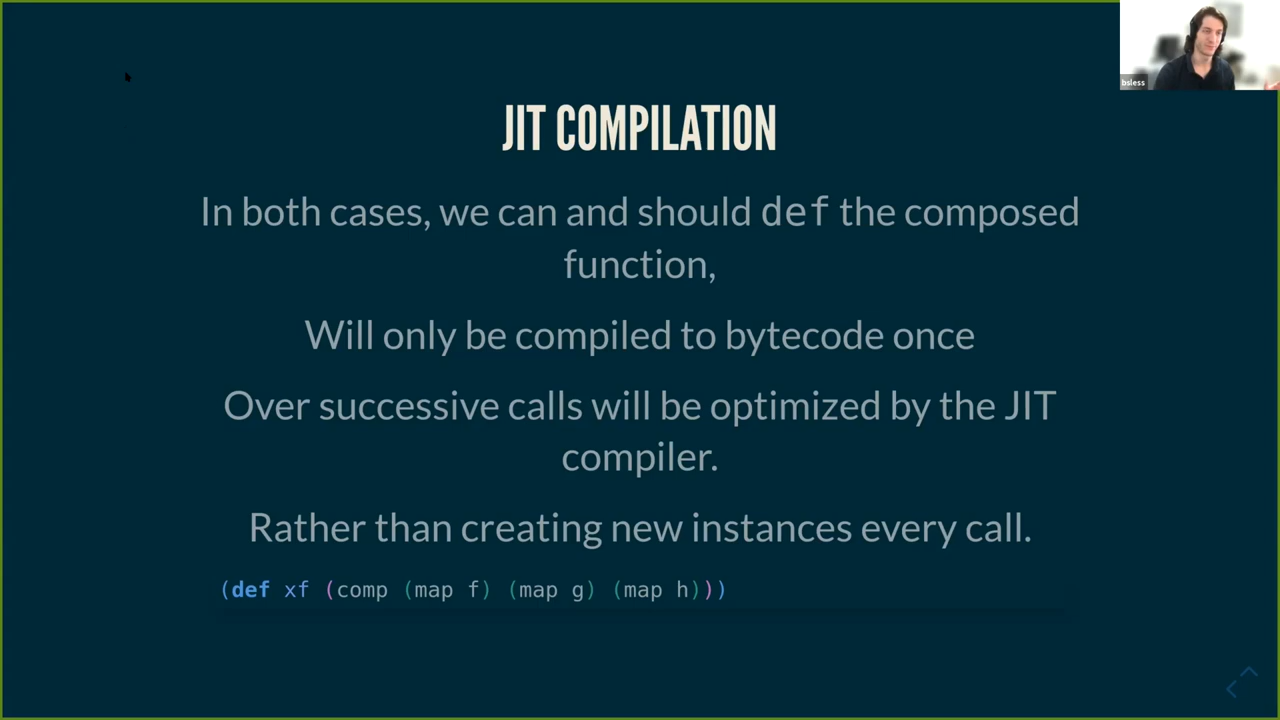 bsless
JIT COMPILATION
In both cases, we can and should def the composed
function,
Will only be compiled to bytecode once
Over successive calls will be optimized by the JIT
compiler.
Rather than creating new instances every call.
(def xf (comp (map f) (map g) (map h)))